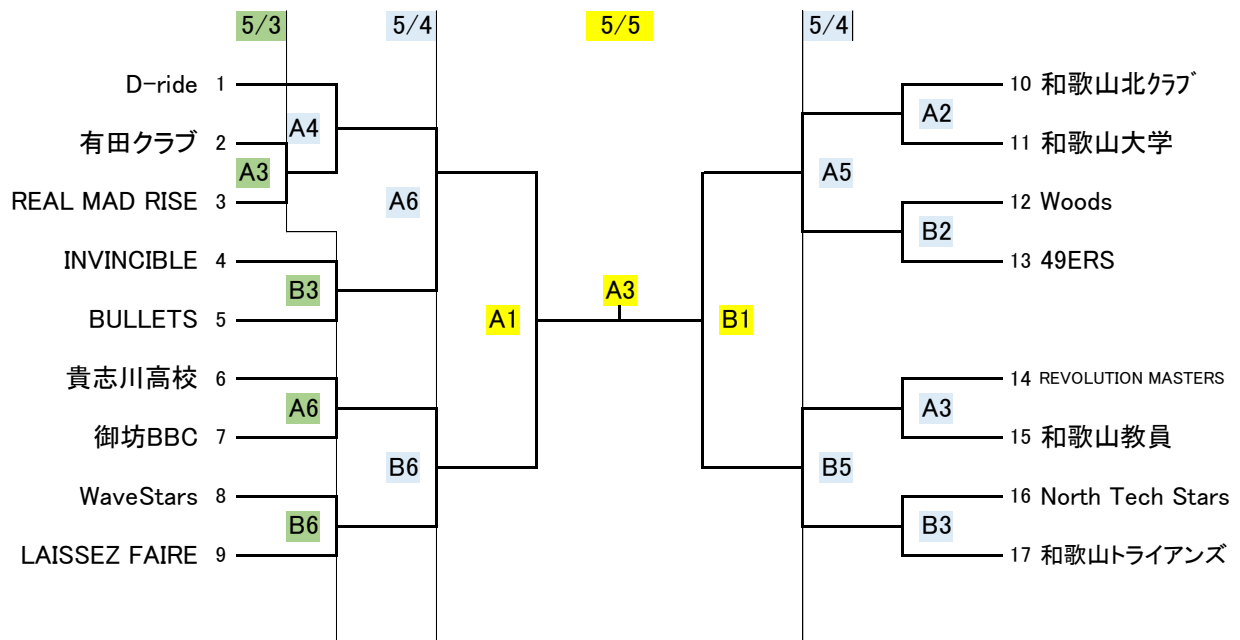 5/3 5/4 5/5 5/4
D-ride 1
10 和歌山北クラブ
A4 A2
有田クラブ 2
11 和歌山大学
A3 A5
REAL MAD RISE 3
A6
12 Woods
B2
INVINCIBLE 4
13 49ERS
B3 A3
BULLETS 5
A1 B1
貴志川高校 6
14 REVOLUTION MASTERS
A6 A3
御坊BBC 7
15 和歌山教員
B6 B5
WaveStars 8
16 North Tech Stars
B6 B3
LAISSEZ FAIRE 9
17 和歌山トライアンズ